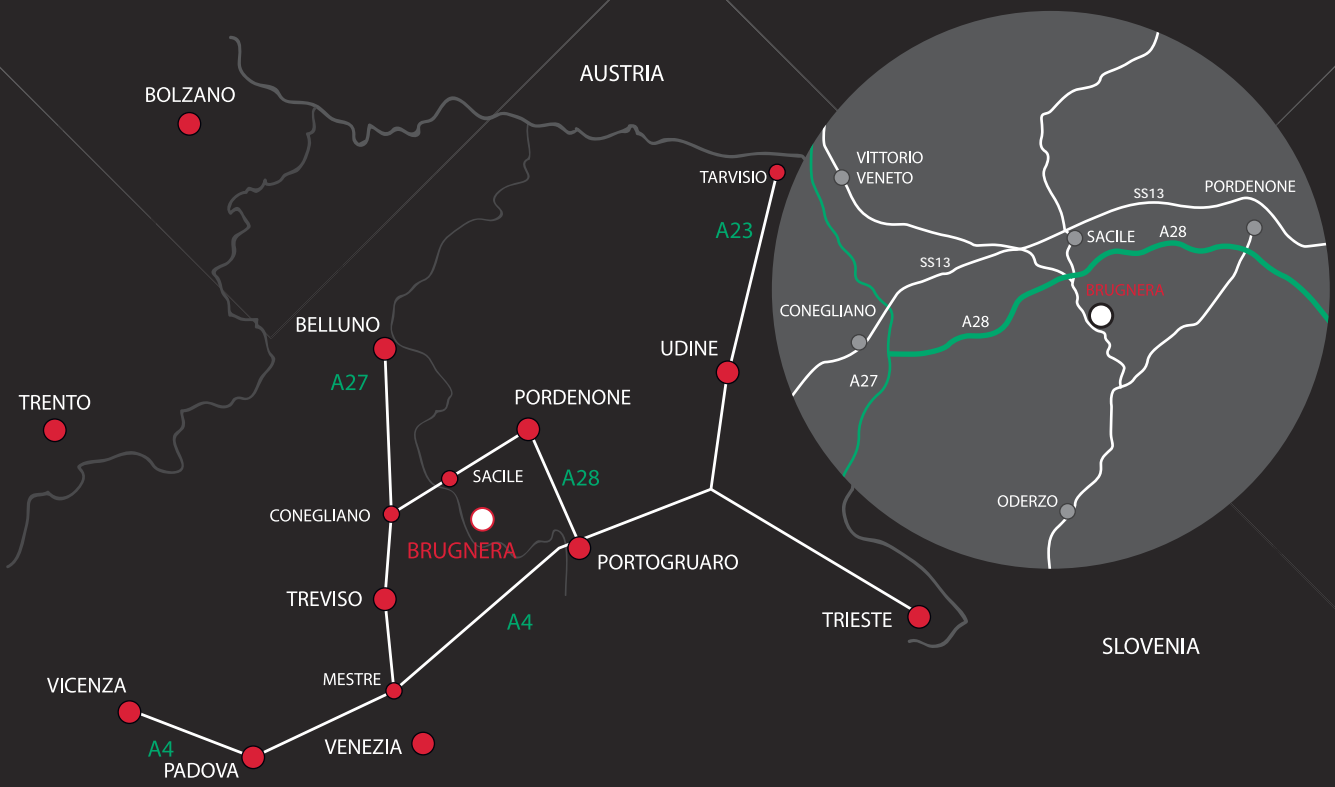 AUSTRIA
BOLZANO
TARVISIO
A23
BELLUNO
A27
UDINE
TRENTO
PORDENONE
SACILE
A28
CONEGLIANO
BRUGNERA
PORTOGRUARO
TREVISO
A4
TRIESTE
SLOVENIA
MESTRE
VICENZA
A4
PADOVA
VENEZIA
VITTORIO
VENETO
SS13
PORDENONE
SACILE
A28
SS13
BRUGNERA
CONEGLIANO
A28
A27
ODERZO